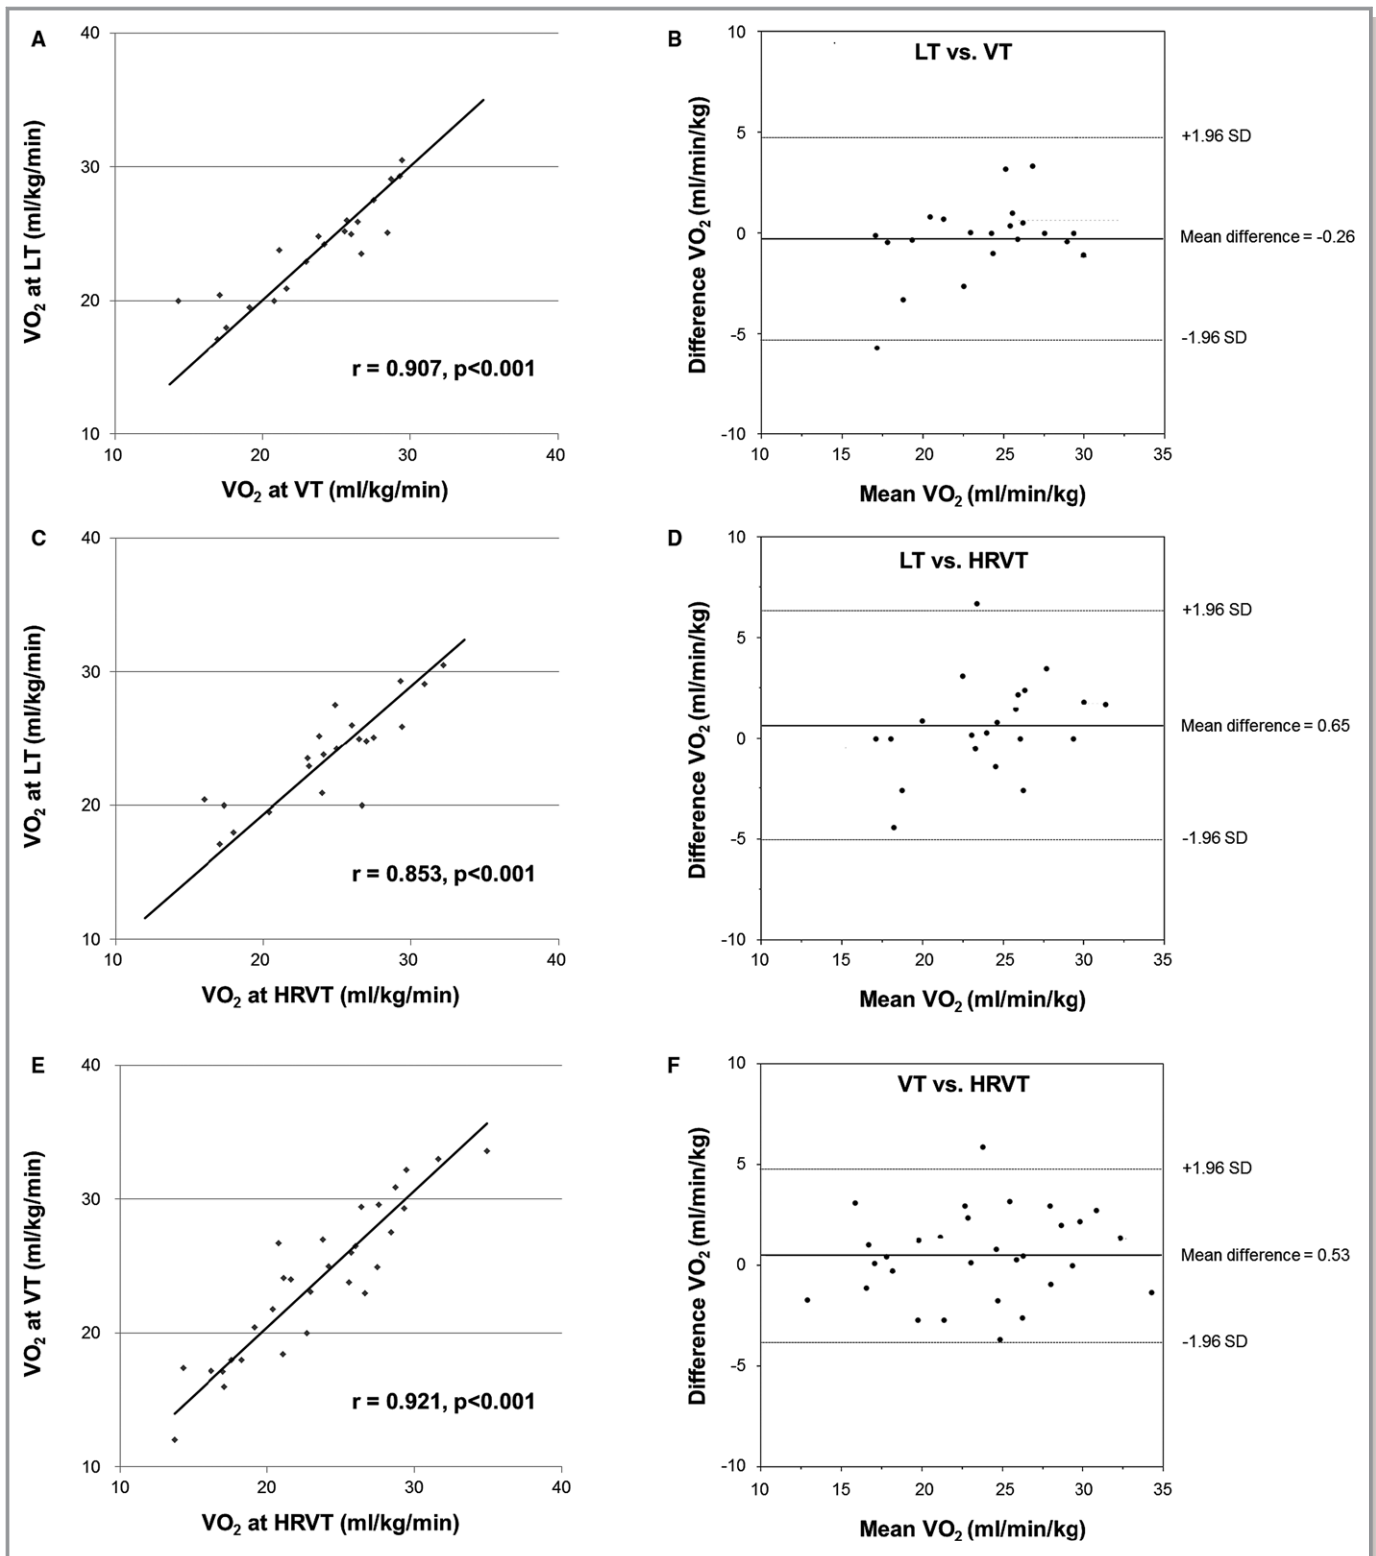 A
40
30
20
10
10 20 30 40
VO₂ at LT (ml/kg/min)
VO₂ at VT (ml/kg/min)
r = 0.907, p<0.001
B
LT vs. VT
10
5
0
-5
-10
10 15 20 25 30 35
Difference VO₂ (ml/min/kg)
Mean VO₂ (ml/min/kg)
+1.96 SD
Mean difference = -0.26
-1.96 SD
C
40
30
20
10
10 20 30 40
VO₂ at LT (ml/kg/min)
VO₂ at HRVT (ml/kg/min)
r = 0.853, p<0.001
D
LT vs. HRVT
10
5
0
-5
-10
10 15 20 25 30 35
Difference VO₂ (ml/min/kg)
Mean VO₂ (ml/min/kg)
+1.96 SD
Mean difference = 0.65
-1.96 SD
E
40
30
20
10
10 20 30 40
VO₂ at VT (ml/kg/min)
VO₂ at HRVT (ml/kg/min)
r = 0.921, p<0.001
F
VT vs. HRVT
10
5
0
-5
-10
10 15 20 25 30 35
Difference VO₂ (ml/min/kg)
Mean VO₂ (ml/min/kg)
+1.96 SD
Mean difference = 0.53
-1.96 SD